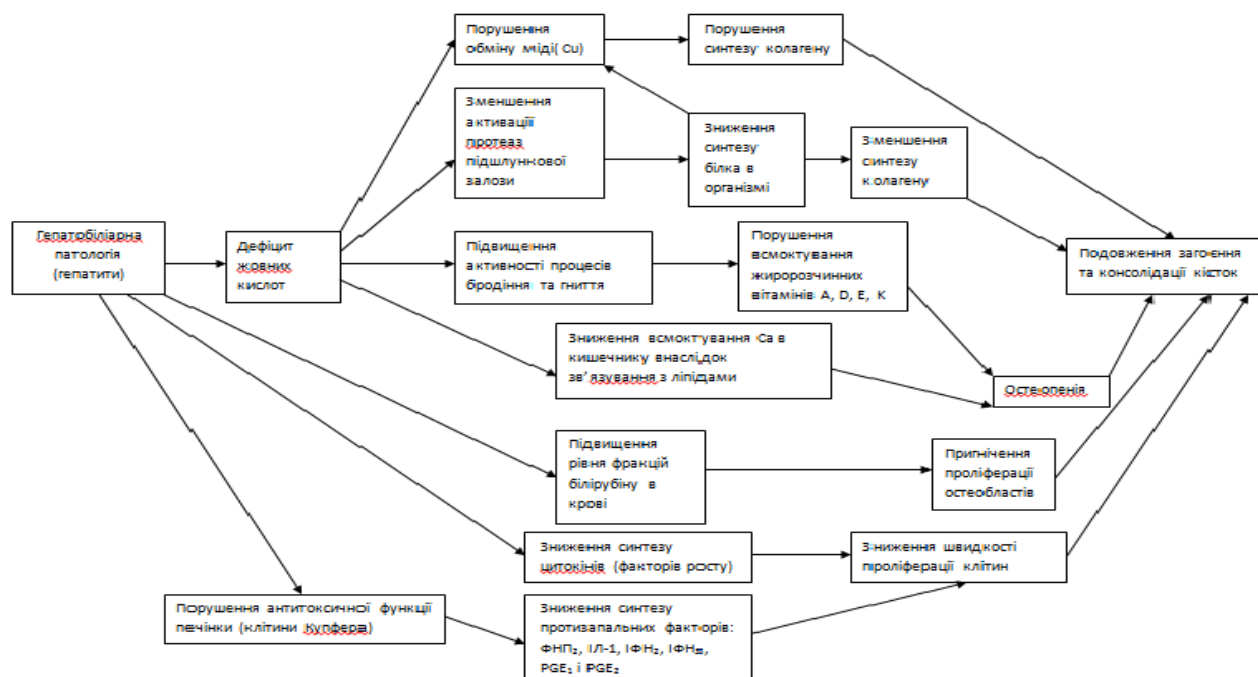 Порушення
обміну міді( Cu)
Порушення
синтезу колагену
Зменшення
активації
протеаз
підшлункової
залози
Зниження
синтезу
білка в
організмі
Зменшення
синтезу
колагену
Гепатобіліарна
патологія
(гепатити)
Дефіцит
жовчних
кислот
Підвищення
активності процесів
бродіння та гниття
Порушення
всмоктування
жиророзчинних
вітамінів A, D, E, K
Подовження загоєння
та консолідації кісток
Зниження всмоктування Са в
кишечнику внаслідок
зв’язування з ліпідами
Остеопенія
Підвищення
рівня фракцій
білірубіну в
крові
Пригнічення
проліферації
остеобластів
Зниження синтезу
цитокінів (факторів росту)
Зниження швидкості
проліферації клітин
Порушення антитоксичної функції
печінки (клітини Купфера)
Зниження синтезу
протизапальних факторів:
ФНП₂, ІЛ-1, ІФН₂, 
PGE₁ і PGE₂